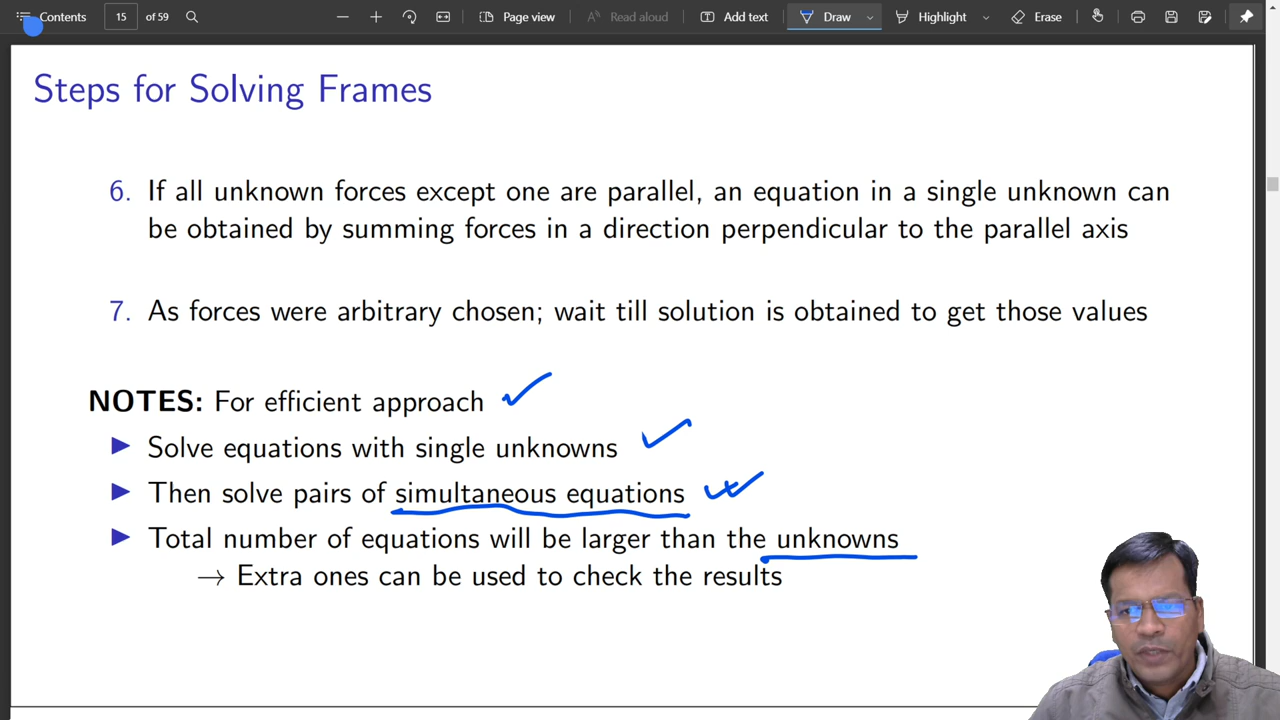 Contents 15 of 59 Page view Read aloud Add text Draw Highlight Erase
Steps for Solving Frames
6. If all unknown forces except one are parallel, an equation in a single unknown can
be obtained by summing forces in a direction perpendicular to the parallel axis
7. As forces were arbitrary chosen; wait till solution is obtained to get those values
NOTES: For efficient approach
▶ Solve equations with single unknowns
▶ Then solve pairs of simultaneous equations
▶ Total number of equations will be larger than the unknowns
→ Extra ones can be used to check the results